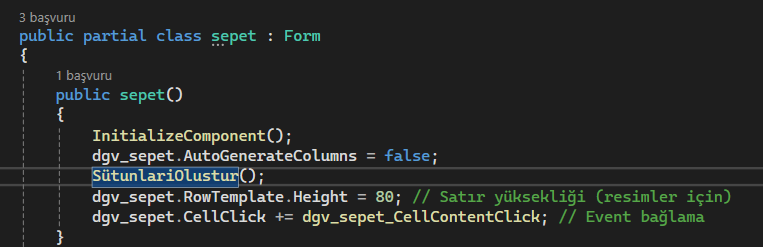 3 başvuru
public partial class sepet : Form
{
1 başvuru
public sepet()
{
InitializeComponent();
dgv_sepet.AutoGenerateColumns = false;
SütunlariOlustur();
dgv_sepet.RowTemplate.Height = 80; // Satır yüksekliği (resimler için)
dgv_sepet.CellClick += dgv_sepet_CellContentClick; // Event bağlama
}